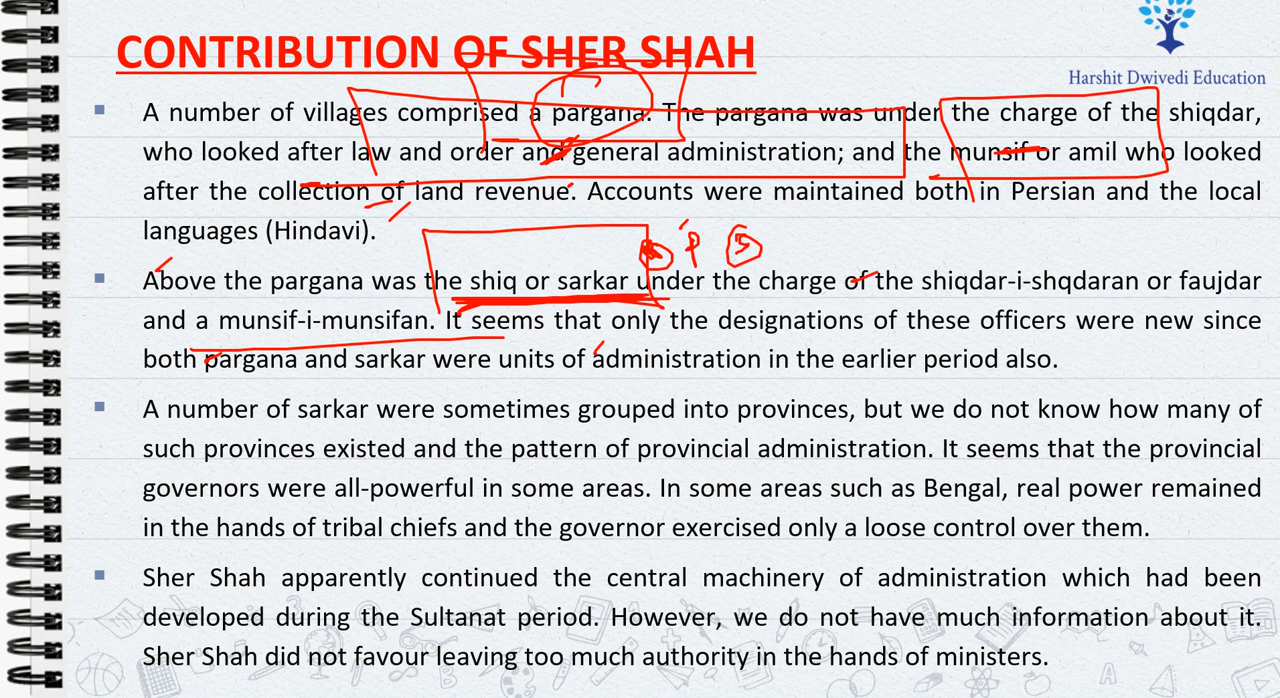 CONTRIBUTION OF SHER SHAH
Harshit Dwivedi Education
▪ A number of villages comprised a pargana. The pargana was under the charge of the shiqdar,
who looked after law and order and general administration; and the munsif or amil who looked
after the collection of land revenue. Accounts were maintained both in Persian and the local
languages (Hindavi).
P 5
▪ Above the pargana was the shiq or sarkar under the charge of the shiqdar-i-shqdaran or faujdar
and a munsif-i-munsifan. It seems that only the designations of these officers were new since
both pargana and sarkar were units of administration in the earlier period also.
▪ A number of sarkar were sometimes grouped into provinces, but we do not know how many of
such provinces existed and the pattern of provincial administration. It seems that the provincial
governors were all-powerful in some areas. In some areas such as Bengal, real power remained
in the hands of tribal chiefs and the governor exercised only a loose control over them.
▪ Sher Shah apparently continued the central machinery of administration which had been
developed during the Sultanat period. However, we do not have much information about it.
Sher Shah did not favour leaving too much authority in the hands of ministers.